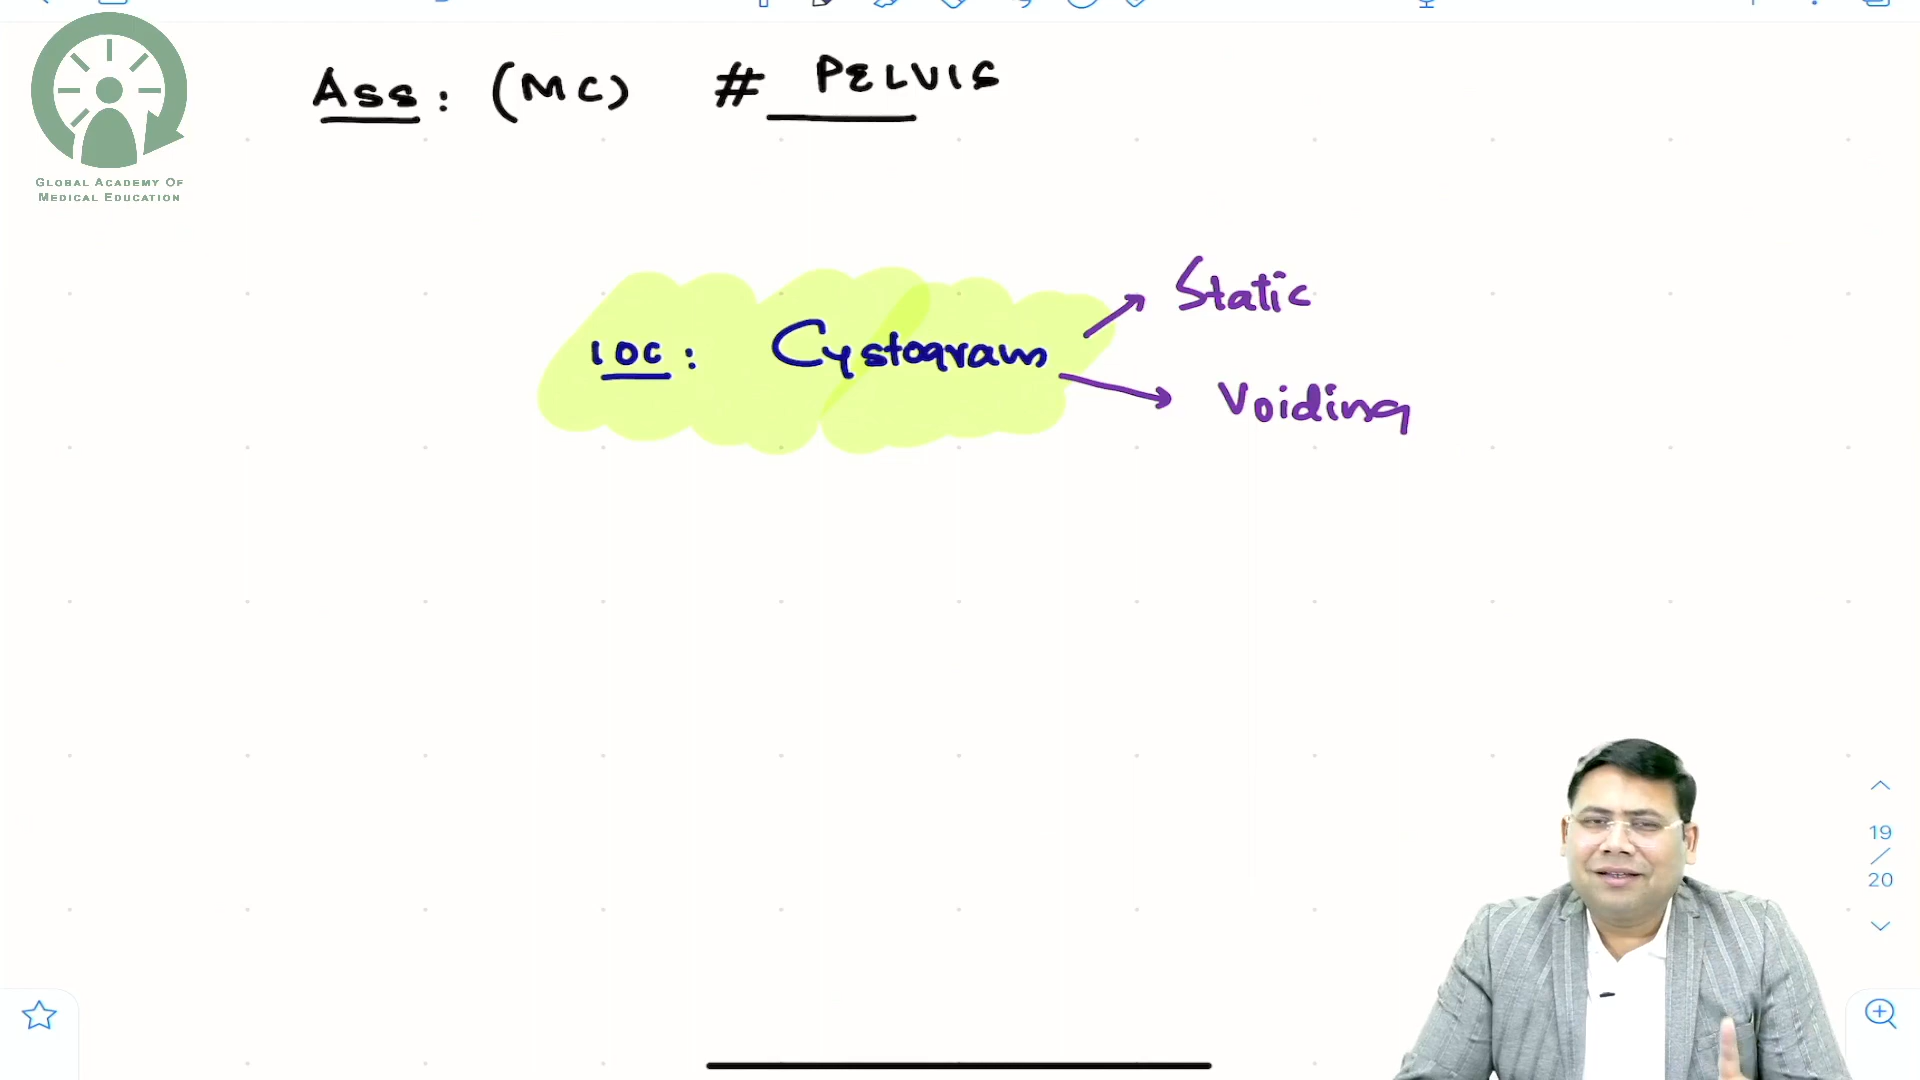 GLOBAL ACADEMY OF
MEDICAL EDUCATION
Ass: (MC) # PELVIS
IOC: Cystogram
Static
Voiding
19
/
20